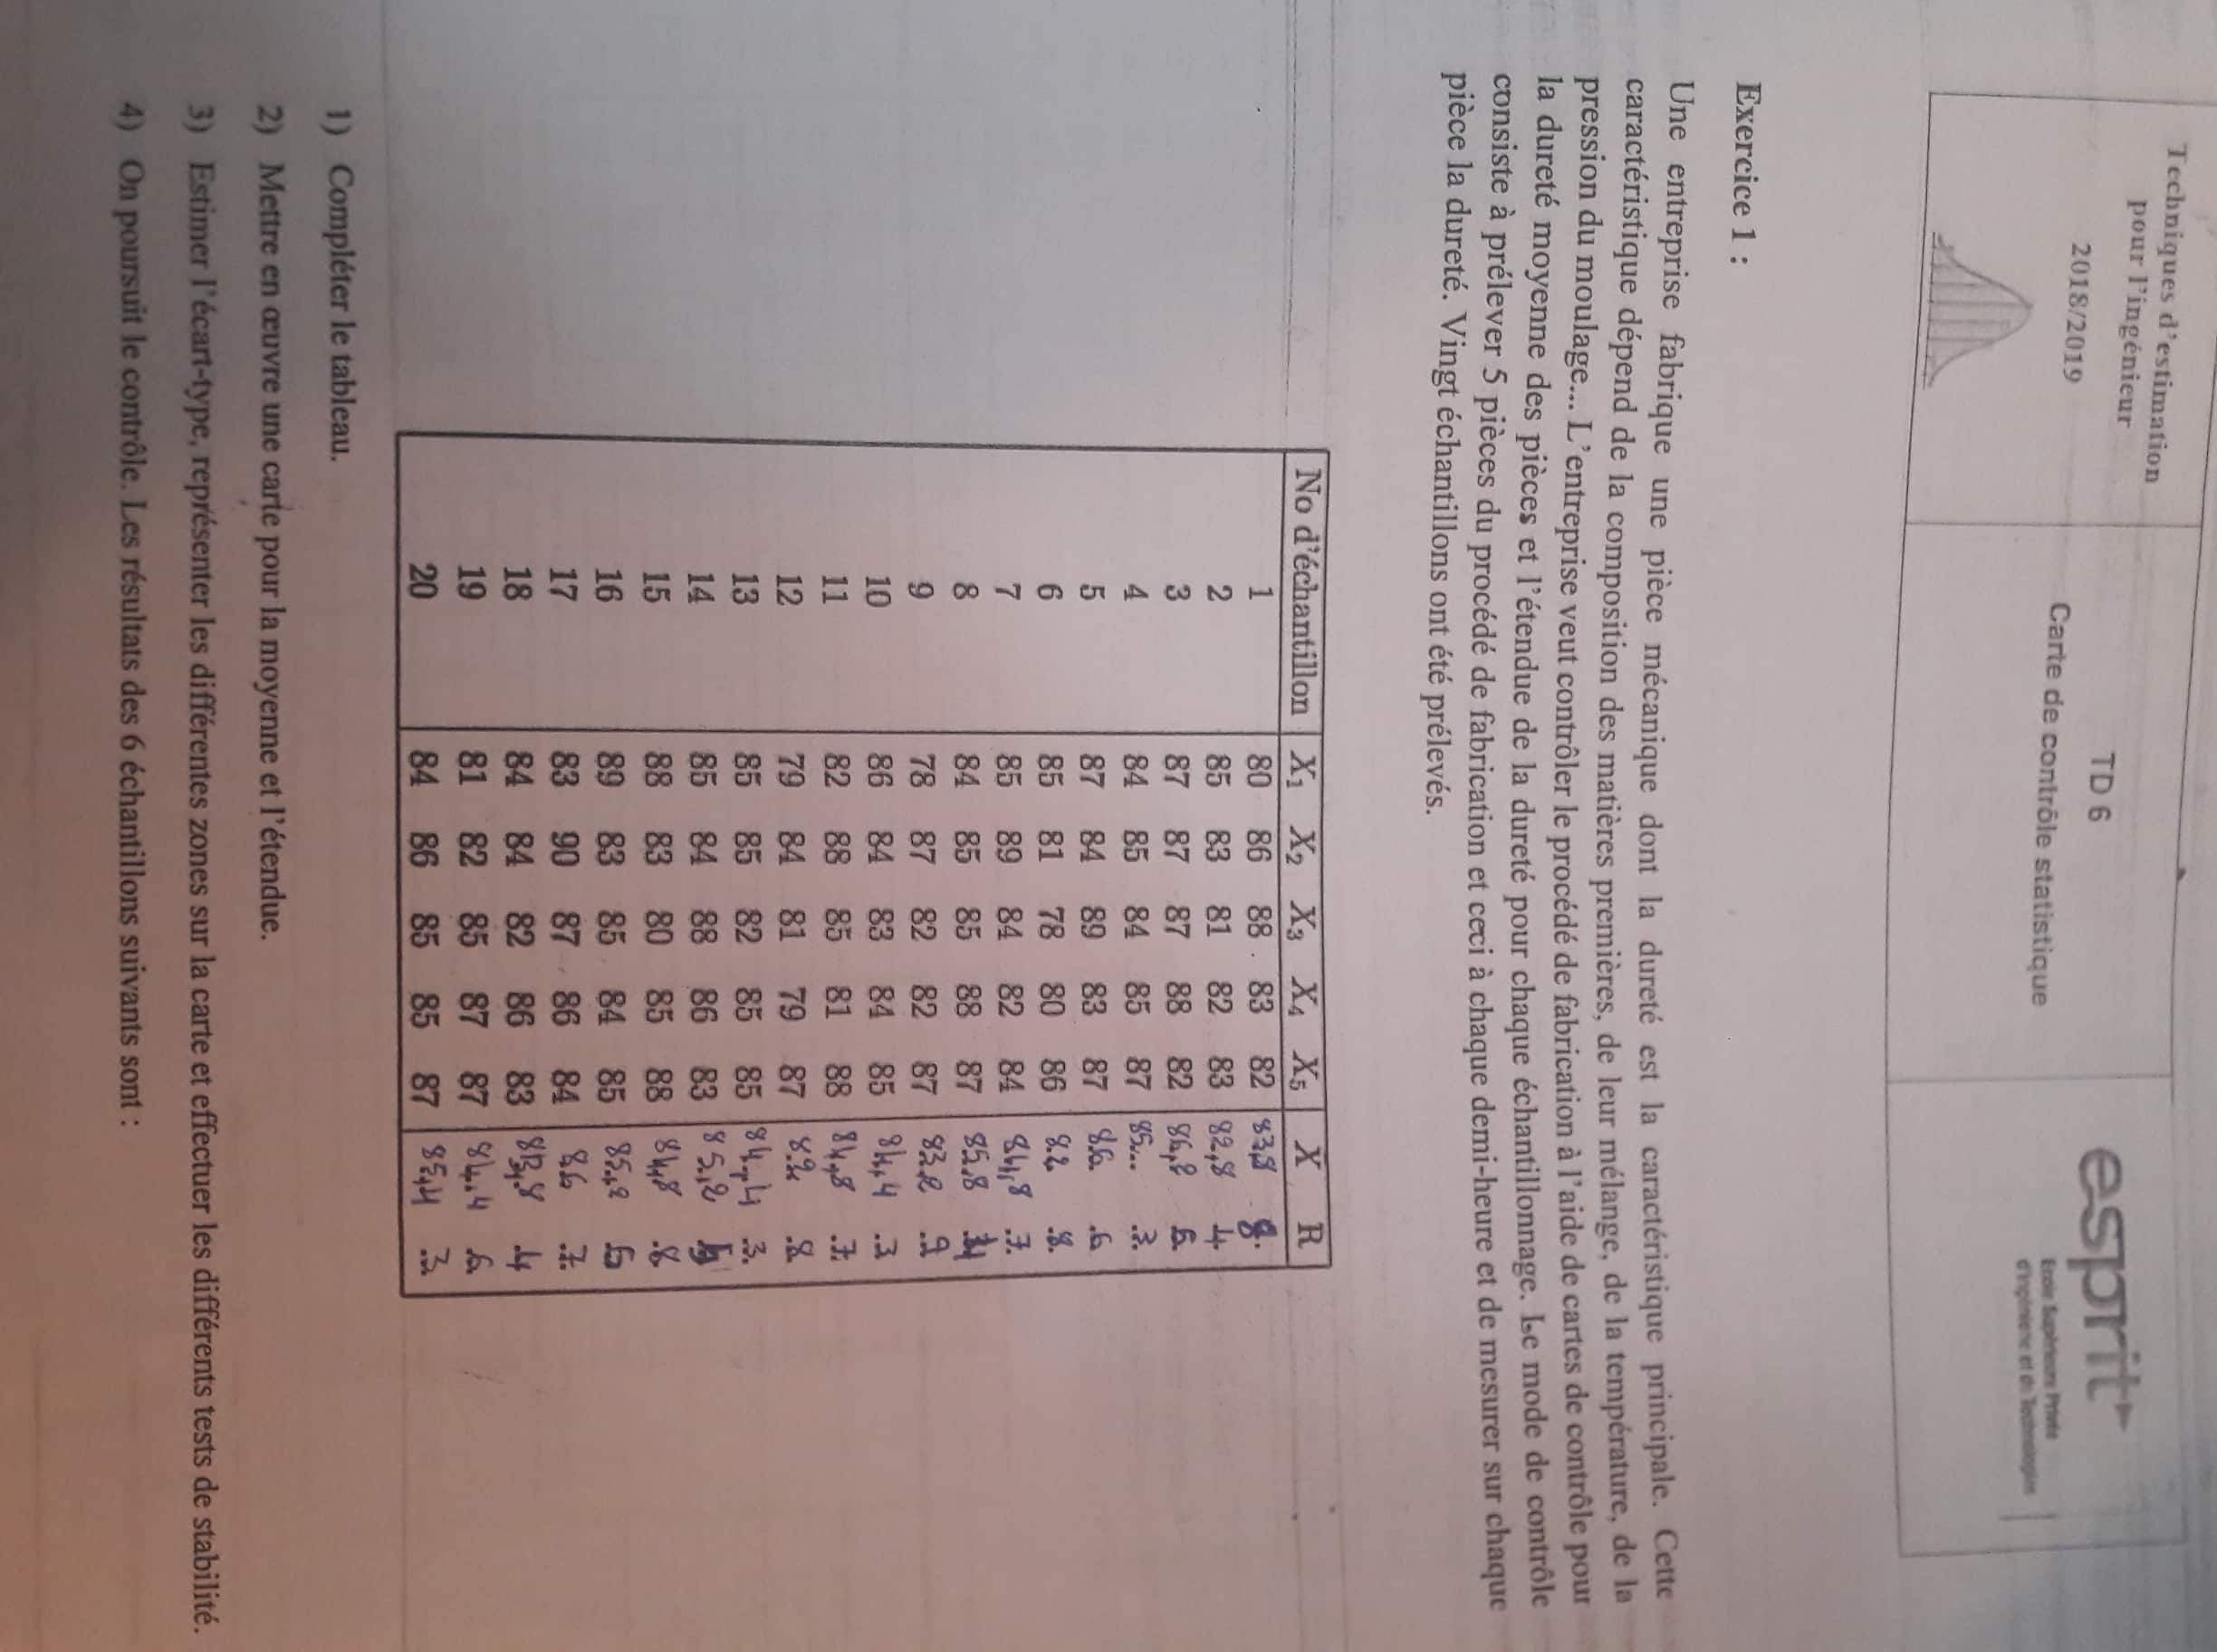 Techniques d'estimation
pour l'ingénieur
2018/2019
TD 6
Carte de contrôle statistique
esprit
Ecole Supérieure Privée
d'Ingénierie et de Technologies
Exercice 1 :
Une entreprise fabrique une pièce mécanique dont la dureté est la caractéristique principale. Cette
caractéristique dépend de la composition des matières premières, de leur mélange, de la température, de la
pression du moulage... L'entreprise veut contrôler le procédé de fabrication à l'aide de cartes de contrôle pour
la dureté moyenne des pièces et l'étendue de la dureté pour chaque échantillonnage. Le mode de contrôle
consiste à prélever 5 pièces du procédé de fabrication et ceci à chaque demi-heure et de mesurer sur chaque
pièce la dureté. Vingt échantillons ont été prélevés.
No d'échantillon X1 X2 X3 X4 X5 X R
1 80 86 88 83 82 83,8 8
2 85 83 81 82 83 82,8 4
3 87 87 87 88 82 86,2 6
4 84 85 84 85 87 85 3
5 87 84 89 83 87 86 6
6 85 81 78 80 86 82 8
7 85 89 84 82 84 84,8 7
8 84 85 85 88 87 85,8 4
9 78 87 82 82 87 83,2 9
10 86 84 83 84 85 84,4 3
11 82 88 85 81 88 84,8 7
12 79 84 81 79 87 82 8
13 85 85 82 85 85 84,4 3
14 85 84 88 86 83 85,2 5
15 88 83 80 85 88 84,8 8
16 89 83 85 84 85 85,2 6
17 83 90 87 86 84 86 7
18 84 84 82 86 83 83,8 4
19 81 82 85 87 87 84,4 6
20 84 86 85 85 87 85,4 3
1) Compléter le tableau.
2) Mettre en œuvre une carte pour la moyenne et l'étendue.
3) Estimer l'écart-type, représenter les différentes zones sur la carte et effectuer les différents tests de stabilité.
4) On poursuit le contrôle. Les résultats des 6 échantillons suivants sont :